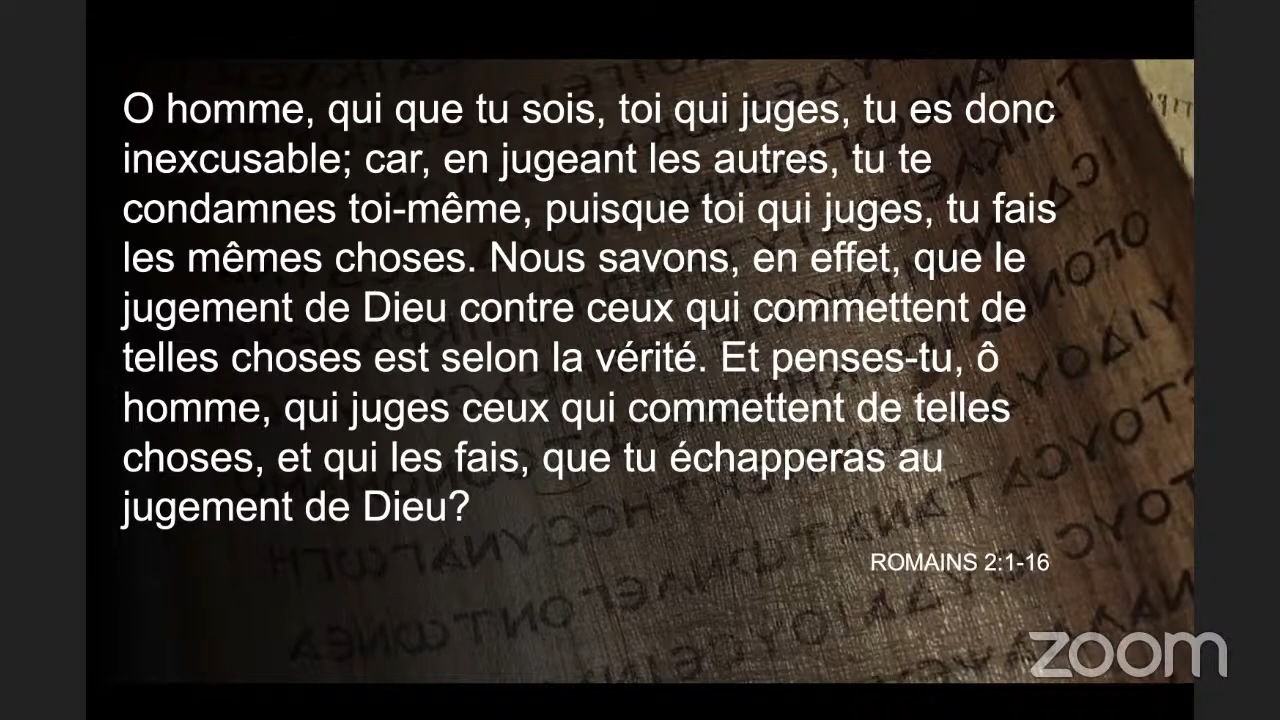 O homme, qui que tu sois, toi qui juges, tu es donc
inexcusable; car, en jugeant les autres, tu te
condamnes toi-même, puisque toi qui juges, tu fais
les mêmes choses. Nous savons, en effet, que le
jugement de Dieu contre ceux qui commettent de
telles choses est selon la vérité. Et penses-tu, ô
homme, qui juges ceux qui commettent de telles
choses, et qui les fais, que tu échapperas au
jugement de Dieu?
ROMAINS 2:1-16
zoom